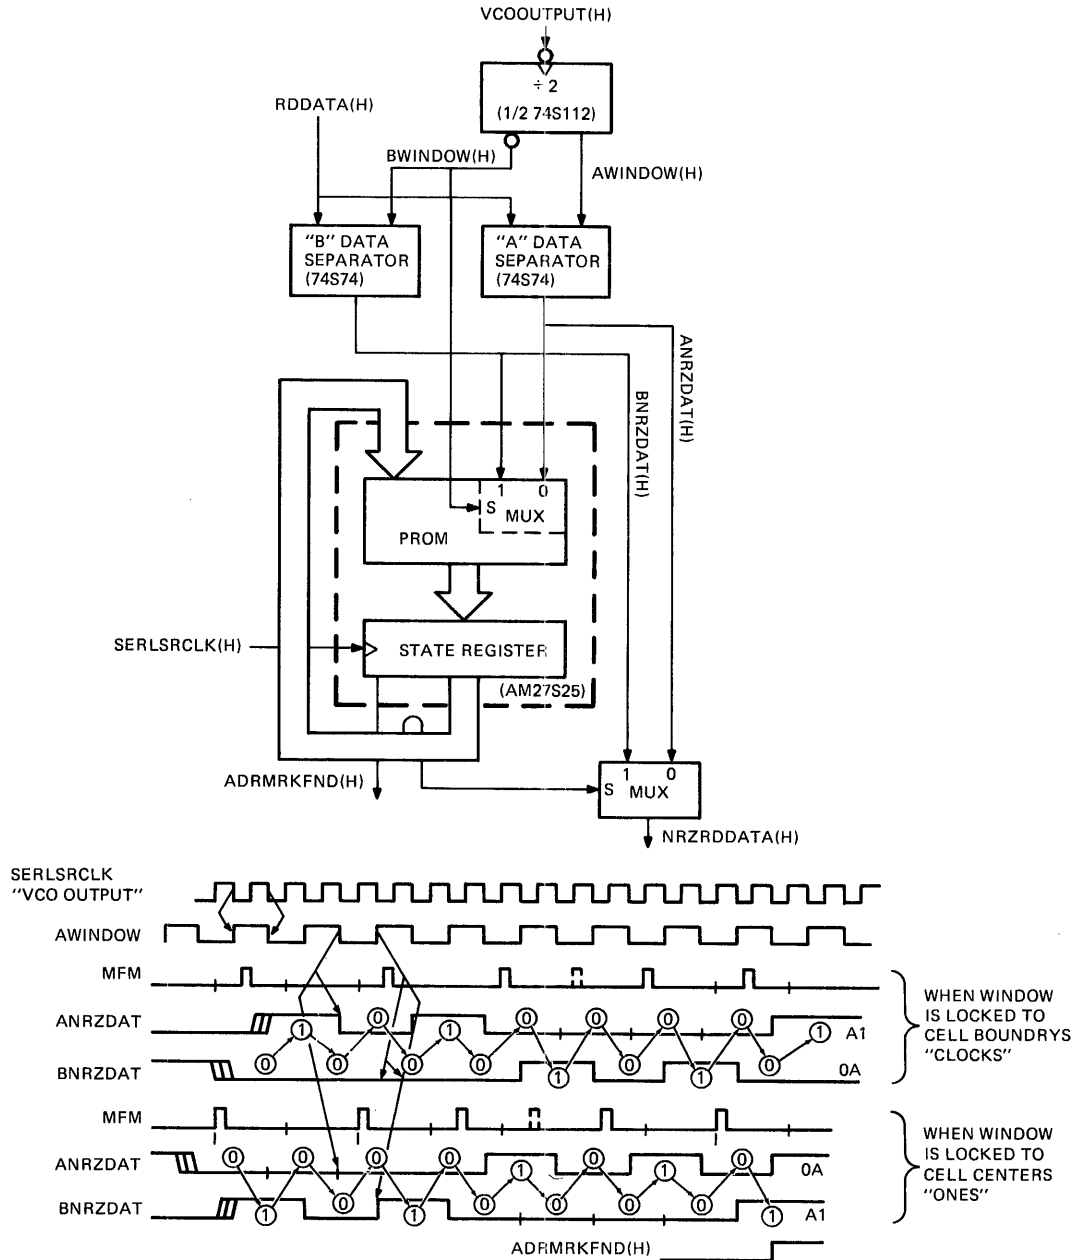 VCOOUTPUT(H)
÷ 2
(1/2 74S112)
RDDATA(H)
BWINDOW(H)
AWINDOW(H)
"B" DATA
SEPARATOR
(74S74)
"A" DATA
SEPARATOR
(74S74)
ANRZDAT(H)
BNRZDAT(H)
1 0
S
MUX
PROM
SERLSRCLK(H)
STATE REGISTER
(AM27S25)
ADRMRKFND(H)
1 0
S MUX
NRZRDDATA(H)
SERLSRCLK
"VCO OUTPUT"
AWINDOW
MFM
ANRZDAT
1 0 1 0 0 0 0 1 A1
BNRZDAT
0 0 0 0 1 1 0 0A
WHEN WINDOW
IS LOCKED TO
CELL BOUNDRYS
"CLOCKS"
MFM
ANRZDAT
0 0 0 0 1 0 1 0 0A
BNRZDAT
1 0 1 0 0 0 0 1 A1
WHEN WINDOW
IS LOCKED TO
CELL CENTERS
"ONES"
ADRMRKFND(H)